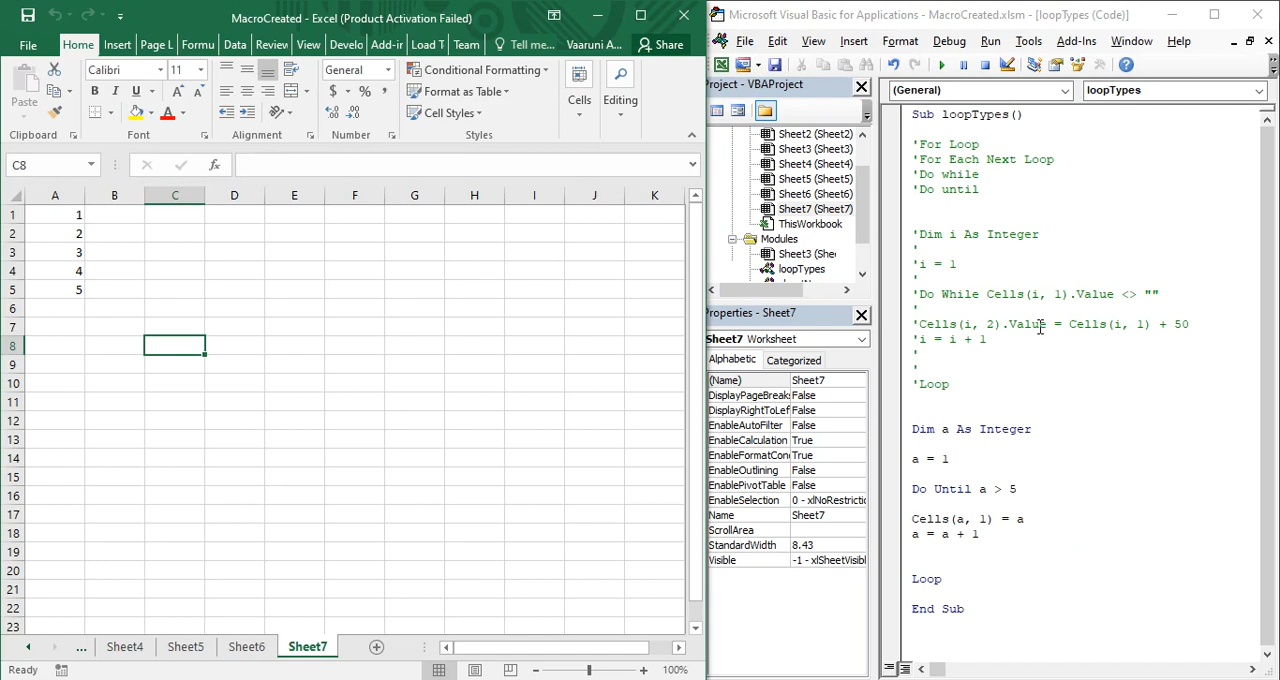 MacroCreated - Excel (Product Activation Failed)
File Home Insert Page L Formu Data Review View Develo Add-ir Load T Team Tell me... Vaaruni A... Share
Paste
Calibri 11
B I U
A A
General
$ % ,
Conditional Formatting
Format as Table
Cell Styles
Cells
Editing
Clipboard Font Alignment Number Styles
C8
fx
A B C D E F G H I J K
1 1
2 2
3 3
4 4
5 5
6
7
8
9
10
11
12
13
14
15
16
17
18
19
20
21
22
23
... Sheet4 Sheet5 Sheet6 Sheet7
Ready 100%
Microsoft Visual Basic for Applications - MacroCreated.xlsm - [loopTypes (Code)]
File Edit View Insert Format Debug Run Tools Add-Ins Window Help
Project - VBAProject
Sheet2 (Sheet2)
Sheet3 (Sheet3)
Sheet4 (Sheet4)
Sheet5 (Sheet5)
Sheet6 (Sheet6)
Sheet7 (Sheet7)
ThisWorkbook
Modules
Sheet3 (Shee
loopTypes
Properties - Sheet7
Sheet7 Worksheet
Alphabetic Categorized
(Name) Sheet7
DisplayPageBreaks False
DisplayRightToLef False
EnableAutoFilter False
EnableCalculation True
EnableFormatCon True
EnableOutlining False
EnablePivotTable False
EnableSelection 0 - xlNoRestrictio
Name Sheet7
ScrollArea
StandardWidth 8.43
Visible -1 - xlSheetVisibl
(General) loopTypes
Sub loopTypes()
'For Loop
'For Each Next Loop
'Do while
'Do until
'Dim i As Integer
'
'i = 1
'
'Do While Cells(i, 1).Value <> ""
'
'Cells(i, 2).Value = Cells(i, 1) + 50
'i = i + 1
'
'
'Loop
Dim a As Integer
a = 1
Do Until a > 5
Cells(a, 1) = a
a = a + 1
Loop
End Sub